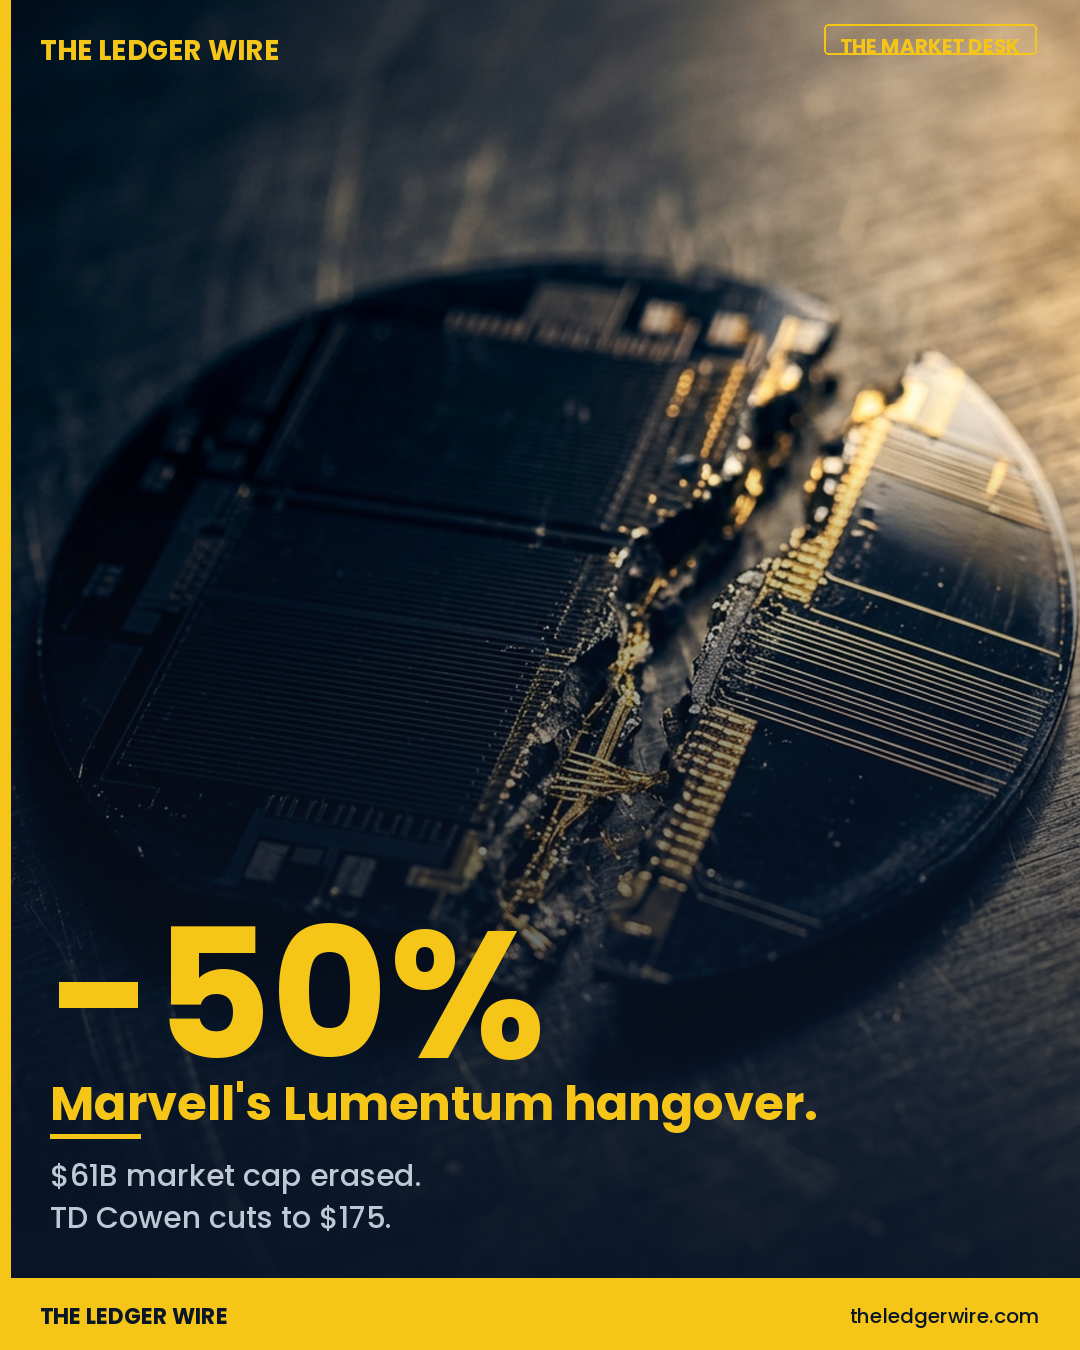 THE LEDGER WIRE
THE MARKET DESK
-50%
Marvell's Lumentum hangover.
$61B market cap erased.
TD Cowen cuts to $175.
THE LEDGER WIRE
theledgerwire.com